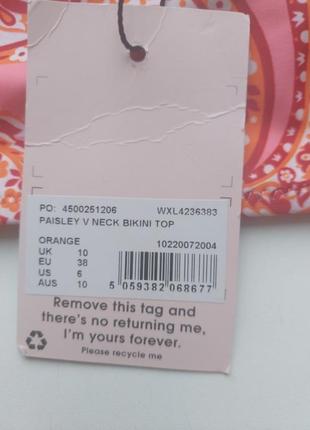 PO: 4500251206 WXL4236383
PAISLEY V NECK BIKINI TOP
ORANGE 10220072004
UK 10
EU 38
US 6
AUS 10
5 059382 068677
Remove this tag and
there's no returning me,
I'm yours forever.
Please recycle me